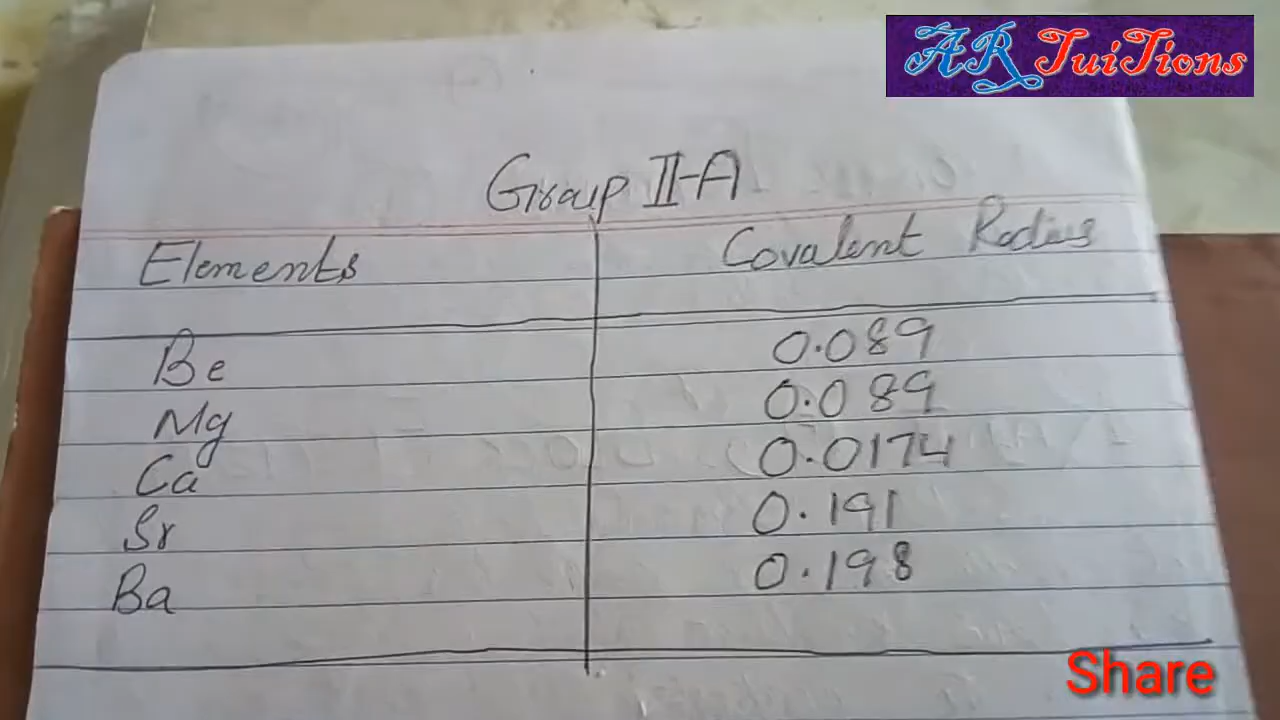 AR TuiTions
Group II-A
Elements Covalent Radius
Be 0.089
Mg 0.089
Ca 0.0174
Sr 0.191
Ba 0.198
Share